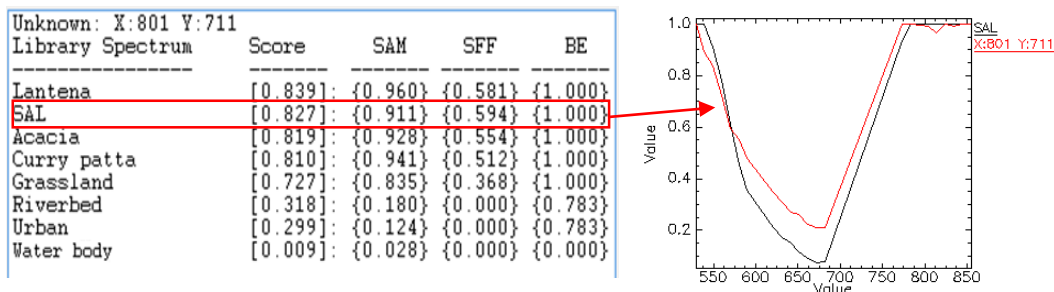 Unknown: X:801 Y:711
Library Spectrum Score SAM SFF BE
Lantena [0.839]: {0.960} {0.581} {1.000}
SAL [0.827]: {0.911} {0.594} {1.000}
Acacia [0.819]: {0.928} {0.554} {1.000}
Curry patta [0.810]: {0.941} {0.512} {1.000}
Grassland [0.727]: {0.835} {0.368} {1.000}
Riverbed [0.318]: {0.180} {0.000} {0.783}
Urban [0.299]: {0.124} {0.000} {0.783}
Water body [0.009]: {0.028} {0.000} {0.000}
SAL
X:801 Y:711
1.0
0.8
0.6
0.4
0.2
Value
550 600 650 700 750 800 850
Value